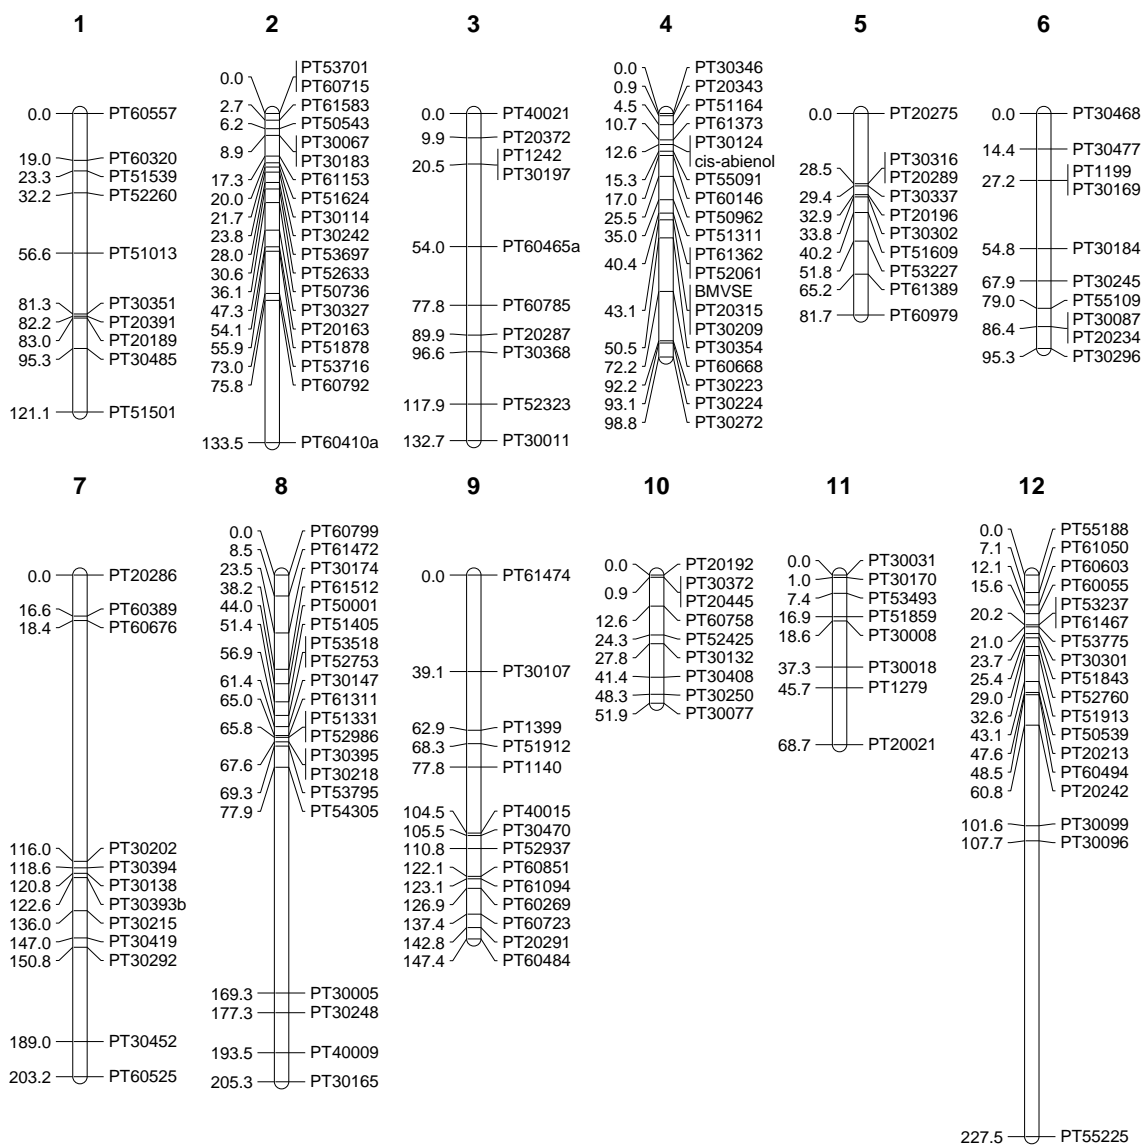 1
0.0 PT60557
19.0 PT60320
23.3 PT51539
32.2 PT52260
56.6 PT51013
81.3 PT30351
82.2 PT20391
83.0 PT20189
95.3 PT30485
121.1 PT51501
2
0.0 PT53701
PT60715
2.7 PT61583
6.2 PT50543
8.9 PT30067
PT30183
17.3 PT61153
20.0 PT51624
21.7 PT30114
23.8 PT30242
28.0 PT53697
30.6 PT52633
36.1 PT50736
47.3 PT30327
54.1 PT20163
55.9 PT51878
73.0 PT53716
75.8 PT60792
133.5 PT60410a
3
0.0 PT40021
9.9 PT20372
20.5 PT1242
PT30197
54.0 PT60465a
77.8 PT60785
89.9 PT20287
96.6 PT30368
117.9 PT52323
132.7 PT30011
4
0.0 PT30346
0.9 PT20343
4.5 PT51164
10.7 PT61373
12.6 PT30124
cis-abienol
15.3 PT55091
17.0 PT60146
25.5 PT50962
35.0 PT51311
40.4 PT61362
PT52061
43.1 BMVSE
PT20315
PT30209
50.5 PT30354
72.2 PT60668
92.2 PT30223
93.1 PT30224
98.8 PT30272
5
0.0 PT20275
28.5 PT30316
PT20289
29.4 PT30337
32.9 PT20196
33.8 PT30302
40.2 PT51609
51.8 PT53227
65.2 PT61389
81.7 PT60979
6
0.0 PT30468
14.4 PT30477
27.2 PT1199
PT30169
54.8 PT30184
67.9 PT30245
79.0 PT55109
86.4 PT30087
PT20234
95.3 PT30296
7
0.0 PT20286
16.6 PT60389
18.4 PT60676
116.0 PT30202
118.6 PT30394
120.8 PT30138
122.6 PT30393b
136.0 PT30215
147.0 PT30419
150.8 PT30292
189.0 PT30452
203.2 PT60525
8
0.0 PT60799
8.5 PT61472
23.5 PT30174
38.2 PT61512
44.0 PT50001
51.4 PT51405
56.9 PT53518
PT52753
61.4 PT30147
65.0 PT61311
65.8 PT51331
PT52986
67.6 PT30395
PT30218
69.3 PT53795
77.9 PT54305
169.3 PT30005
177.3 PT30248
193.5 PT40009
205.3 PT30165
9
0.0 PT61474
39.1 PT30107
62.9 PT1399
68.3 PT51912
77.8 PT1140
104.5 PT40015
105.5 PT30470
110.8 PT52937
122.1 PT60851
123.1 PT61094
126.9 PT60269
137.4 PT60723
142.8 PT20291
147.4 PT60484
10
0.0 PT20192
0.9 PT30372
PT20445
12.6 PT60758
24.3 PT52425
27.8 PT30132
41.4 PT30408
48.3 PT30250
51.9 PT30077
11
0.0 PT30031
1.0 PT30170
7.4 PT53493
16.9 PT51859
18.6 PT30008
37.3 PT30018
45.7 PT1279
68.7 PT20021
12
0.0 PT55188
7.1 PT61050
12.1 PT60603
15.6 PT60055
20.2 PT53237
PT61467
21.0 PT53775
23.7 PT30301
25.4 PT51843
29.0 PT52760
32.6 PT51913
43.1 PT50539
47.6 PT20213
48.5 PT60494
60.8 PT20242
101.6 PT30099
107.7 PT30096
227.5 PT55225